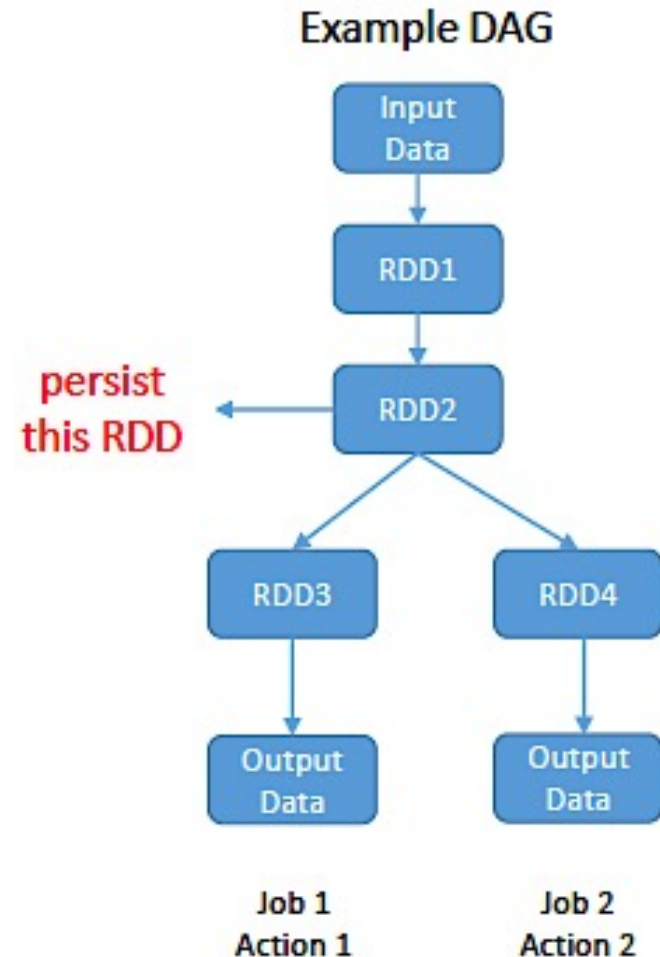 Example DAG
Input
Data
RDD1
persist
this RDD
RDD2
RDD3
RDD4
Output
Data
Output
Data
Job 1
Action 1
Job 2
Action 2